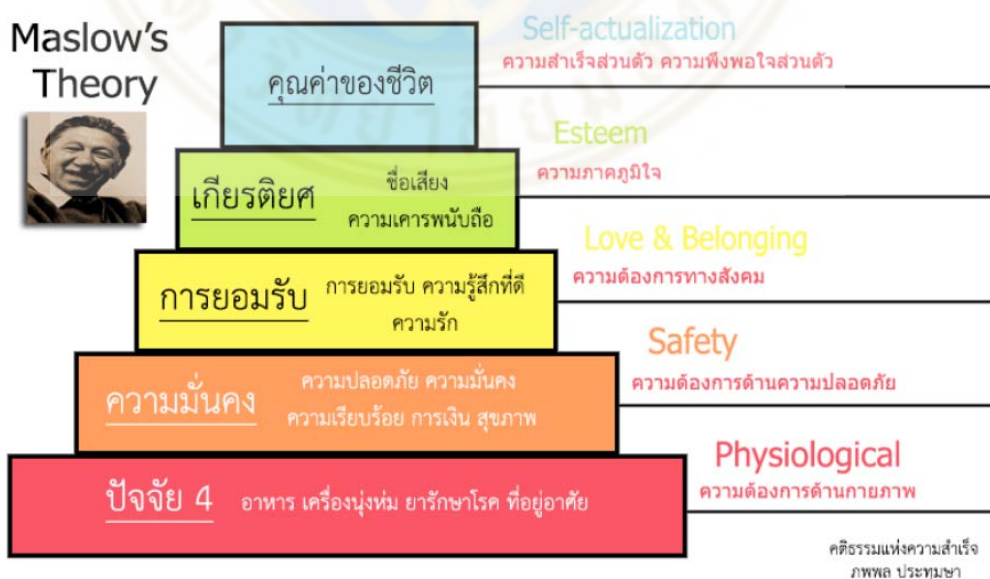 Maslow's
Theory
คุณค่าของชีวิต
Self-actualization
ความสำเร็จส่วนตัว ความพึงพอใจส่วนตัว
เกียรติยศ
ชื่อเสียง
ความเคารพนับถือ
Esteem
ความภาคภูมิใจ
การยอมรับ
การยอมรับ ความรู้สึกที่ดี
ความรัก
Love & Belonging
ความต้องการทางสังคม
ความมั่นคง
ความปลอดภัย ความมั่นคง
ความเรียบร้อย การเงิน สุขภาพ
Safety
ความต้องการด้านความปลอดภัย
ปัจจัย 4
อาหาร เครื่องนุ่งห่ม ยารักษาโรค ที่อยู่อาศัย
Physiological
ความต้องการด้านกายภาพ
คติธรรมแห่งความสำเร็จ
ภพพล ประทุมษา